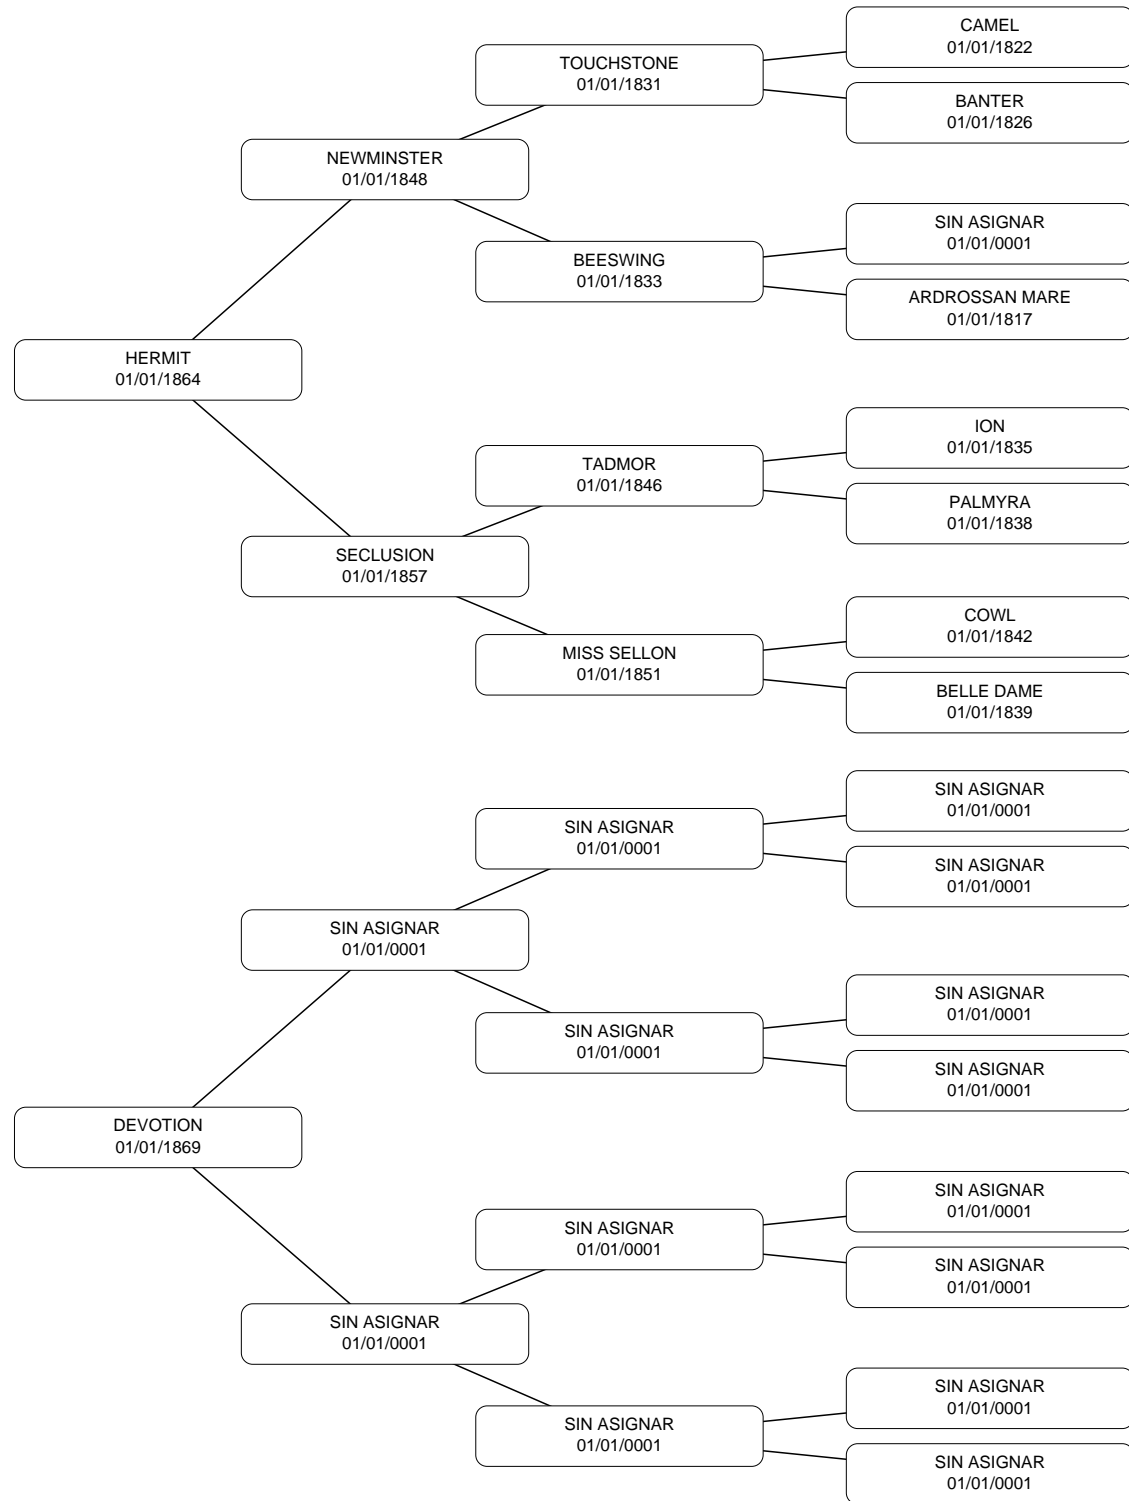 CAMEL
01/01/1822
TOUCHSTONE
01/01/1831
BANTER
01/01/1826
NEWMINSTER
01/01/1848
SIN ASIGNAR
01/01/0001
BEESWING
01/01/1833
ARDROSSAN MARE
01/01/1817
HERMIT
01/01/1864
ION
01/01/1835
TADMOR
01/01/1846
PALMYRA
01/01/1838
SECLUSION
01/01/1857
COWL
01/01/1842
MISS SELLON
01/01/1851
BELLE DAME
01/01/1839
SIN ASIGNAR
01/01/0001
SIN ASIGNAR
01/01/0001
SIN ASIGNAR
01/01/0001
SIN ASIGNAR
01/01/0001
SIN ASIGNAR
01/01/0001
SIN ASIGNAR
01/01/0001
SIN ASIGNAR
01/01/0001
DEVOTION
01/01/1869
SIN ASIGNAR
01/01/0001
SIN ASIGNAR
01/01/0001
SIN ASIGNAR
01/01/0001
SIN ASIGNAR
01/01/0001
SIN ASIGNAR
01/01/0001
SIN ASIGNAR
01/01/0001
SIN ASIGNAR
01/01/0001